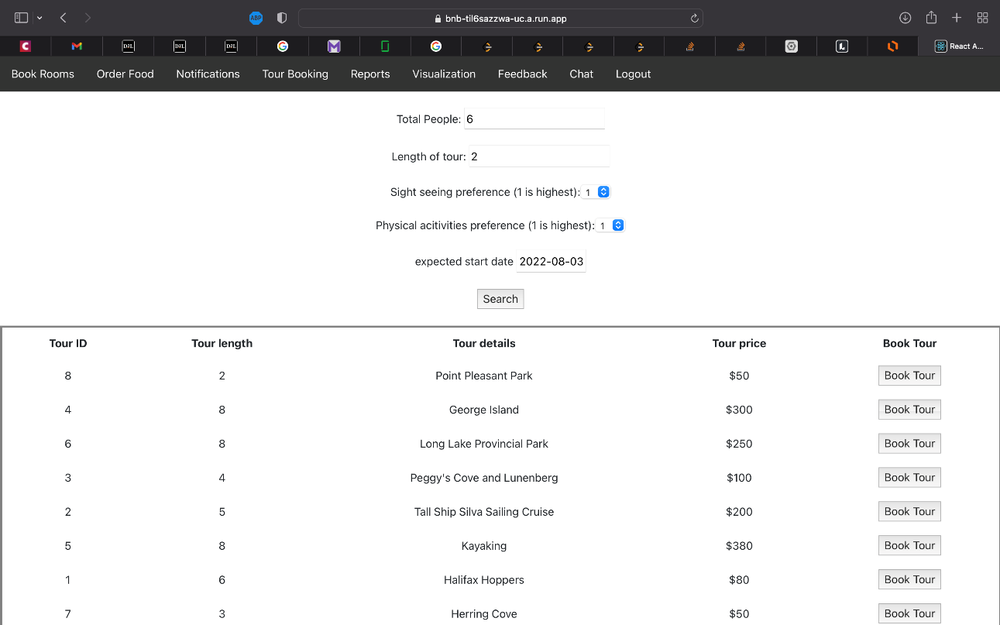 ABP
bnb-til6sazzwa-uc.a.run.app
C D2L D2L D2L React A...
Book Rooms Order Food Notifications Tour Booking Reports Visualization Feedback Chat Logout
Total People: 6
Length of tour: 2
Sight seeing preference (1 is highest): 1
Physical acitivities preference (1 is highest): 1
expected start date 2022-08-03
Search
Tour ID Tour length Tour details Tour price Book Tour
8 2 Point Pleasant Park $50 Book Tour
4 8 George Island $300 Book Tour
6 8 Long Lake Provincial Park $250 Book Tour
3 4 Peggy's Cove and Lunenberg $100 Book Tour
2 5 Tall Ship Silva Sailing Cruise $200 Book Tour
5 8 Kayaking $380 Book Tour
1 6 Halifax Hoppers $80 Book Tour
7 3 Herring Cove $50 Book Tour